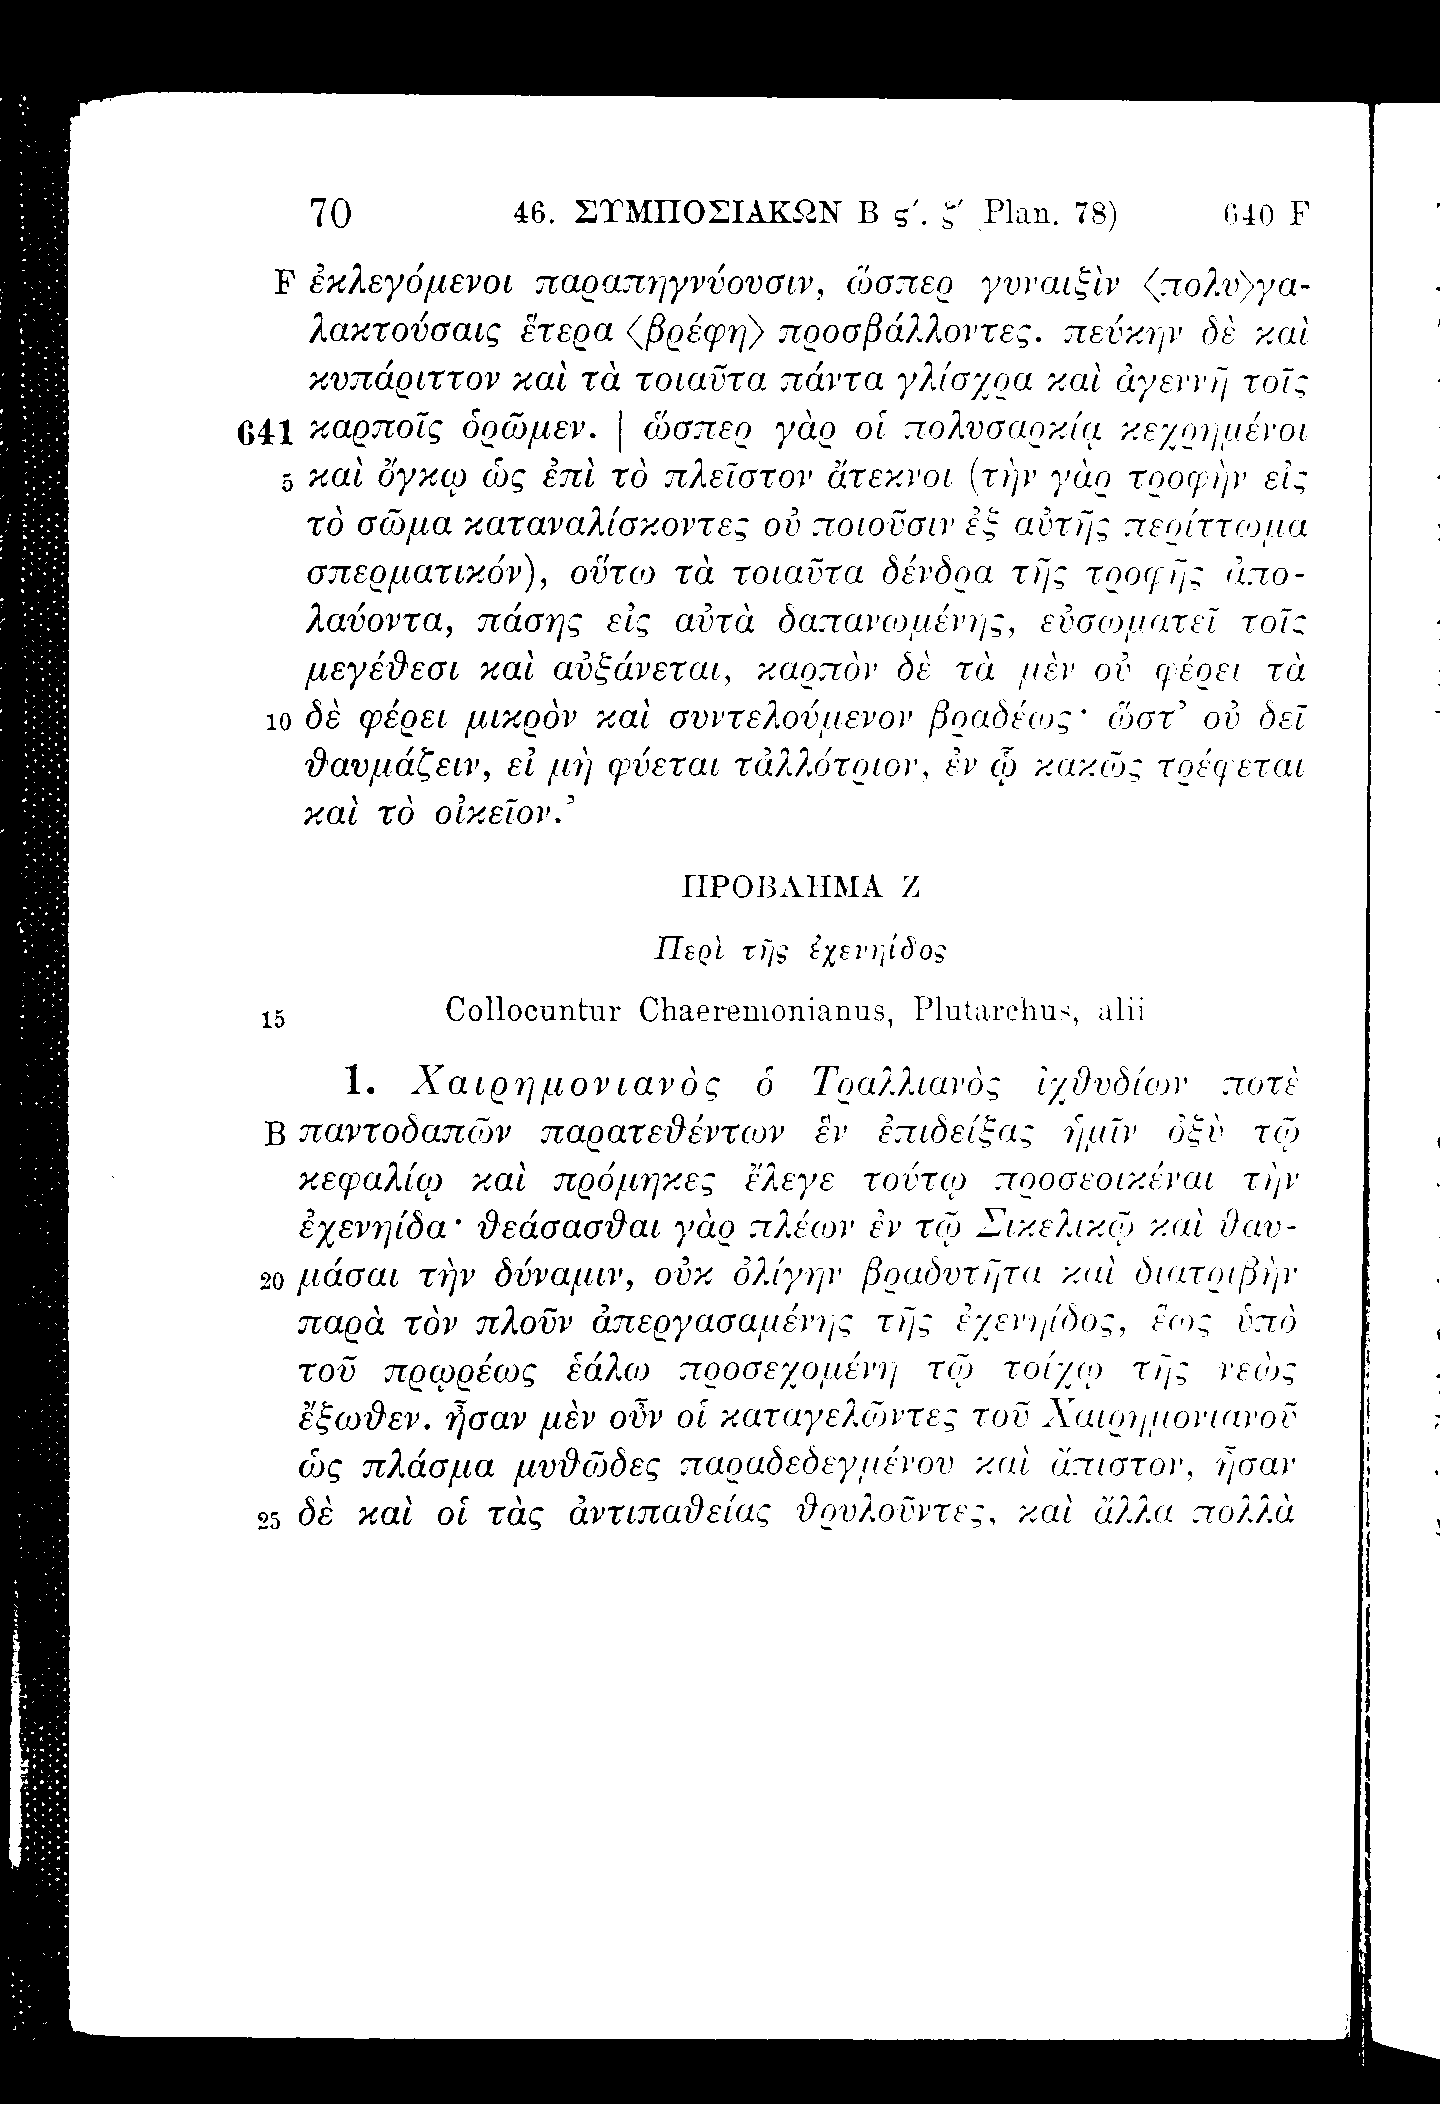 70 46. ΣΥΜΠΟΣΙΑΚΩΝ Β ϛ΄. ζ΄ Plan. 78) 640 F
F ἐκλεγόμενοι παραπηγνύουσιν, ὥσπερ γυναιξὶν ⟨πολυ⟩γα-
λακτούσαις ἕτερα ⟨βρέφη⟩ προσβάλλοντες. πεύκην δὲ καὶ
κυπάριττον καὶ τὰ τοιαῦτα πάντα γλίσχρα καὶ ἀγεννῆ τοῖς
641 καρποῖς ὁρῶμεν. | ὥσπερ γὰρ οἱ πολυσαρκίᾳ κεχρημένοι
5 καὶ ὄγκῳ ὡς ἐπὶ τὸ πλεῖστον ἄτεκνοι (τὴν γὰρ τροφὴν εἰς
τὸ σῶμα καταναλίσκοντες οὐ ποιοῦσιν ἐξ αὐτῆς περίττωμα
σπερματικόν), οὕτω τὰ τοιαῦτα δένδρα τῆς τροφῆς ἀπο-
λαύοντα, πάσης εἰς αὐτὰ δαπανωμένης, εὐσωματεῖ τοῖς
μεγέθεσι καὶ αὐξάνεται, καρπὸν δὲ τὰ μὲν οὐ φέρει τὰ
10 δὲ φέρει μικρὸν καὶ συντελούμενον βραδέως· ὥστ᾽ οὐ δεῖ
θαυμάζειν, εἰ μὴ φύεται τἀλλότριον, ἐν ᾧ κακῶς τρέφεται
καὶ τὸ οἰκεῖον.᾽
ΠΡΟΒΛΗΜΑ Ζ
Περὶ τῆς ἐχενηίδος
15 Collocuntur Chaeremonianus, Plutarchus, alii
1. Χαιρημονιανὸς ὁ Τραλλιανὸς ἰχθυδίων ποτὲ
B παντοδαπῶν παρατεθέντων ἓν ἐπιδείξας ἡμῖν ὀξὺ τῷ
κεφαλίῳ καὶ πρόμηκες ἔλεγε τούτῳ προσεοικέναι τὴν
ἐχενηίδα· θεάσασθαι γὰρ πλέων ἐν τῷ Σικελικῷ καὶ θαυ-
20 μάσαι τὴν δύναμιν, οὐκ ὀλίγην βραδυτῆτα καὶ διατριβὴν
παρὰ τὸν πλοῦν ἀπεργασαμένης τῆς ἐχενηίδος, ἕως ὑπὸ
τοῦ πρῳρέως ἑάλω προσεχομένη τῷ τοίχῳ τῆς νεὼς
ἔξωθεν. ἦσαν μὲν οὖν οἱ καταγελῶντες τοῦ Χαιρημονιανοῦ
ὡς πλάσμα μυθῶδες παραδεδεγμένου καὶ ἄπιστον, ἦσαν
25 δὲ καὶ οἱ τὰς ἀντιπαθείας θρυλοῦντες, καὶ ἄλλα πολλὰ